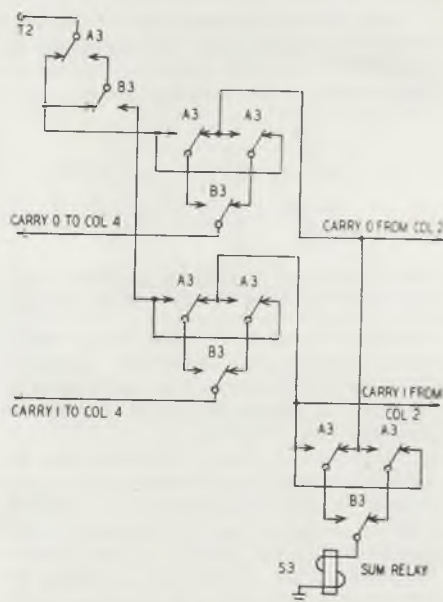 T2
A3
B3
A3
A3
B3
CARRY 0 TO COL 4
CARRY 0 FROM COL 2
A3
A3
B3
CARRY 1 TO COL 4
CARRY 1 FROM
COL 2
A3
A3
B3
S3
SUM RELAY